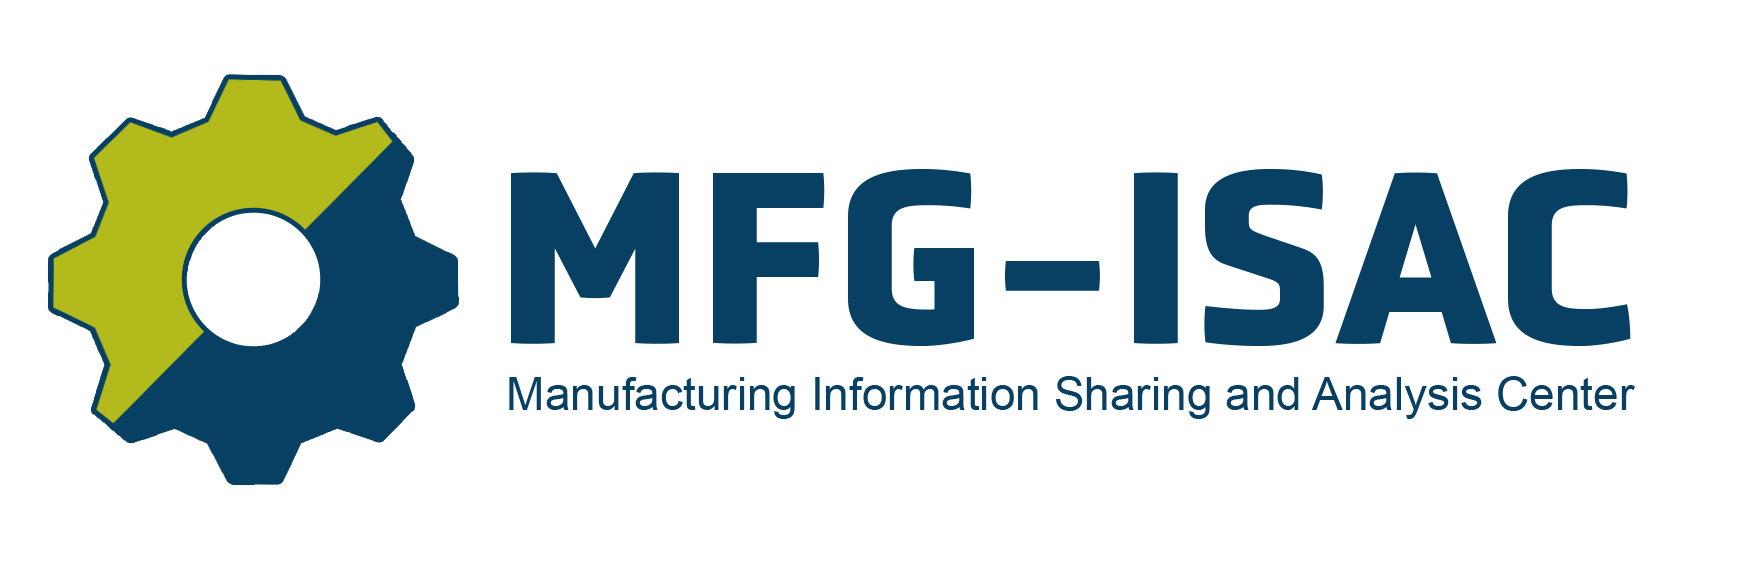 MFG-ISAC
Manufacturing Information Sharing and Analysis Center